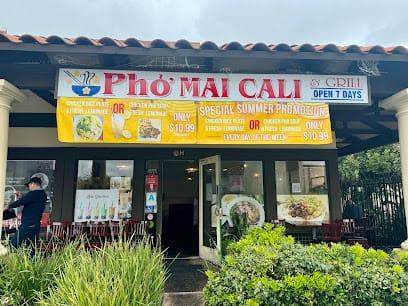 Phở MAI CALI & GRILL
OPEN 7 DAYS
CHICKEN RICE PLATE & FRESH LEMONADE OR CHICKEN PHO SOUP & FRESH LEMONADE ONLY $10.99
SPECIAL SUMMER PROMOTION
CHICKEN RICE PLATE & FRESH LEMONADE OR CHICKEN PHO SOUP & FRESH LEMONADE ONLY $10.99
EVERY DAY OF THE WEEK
H
A